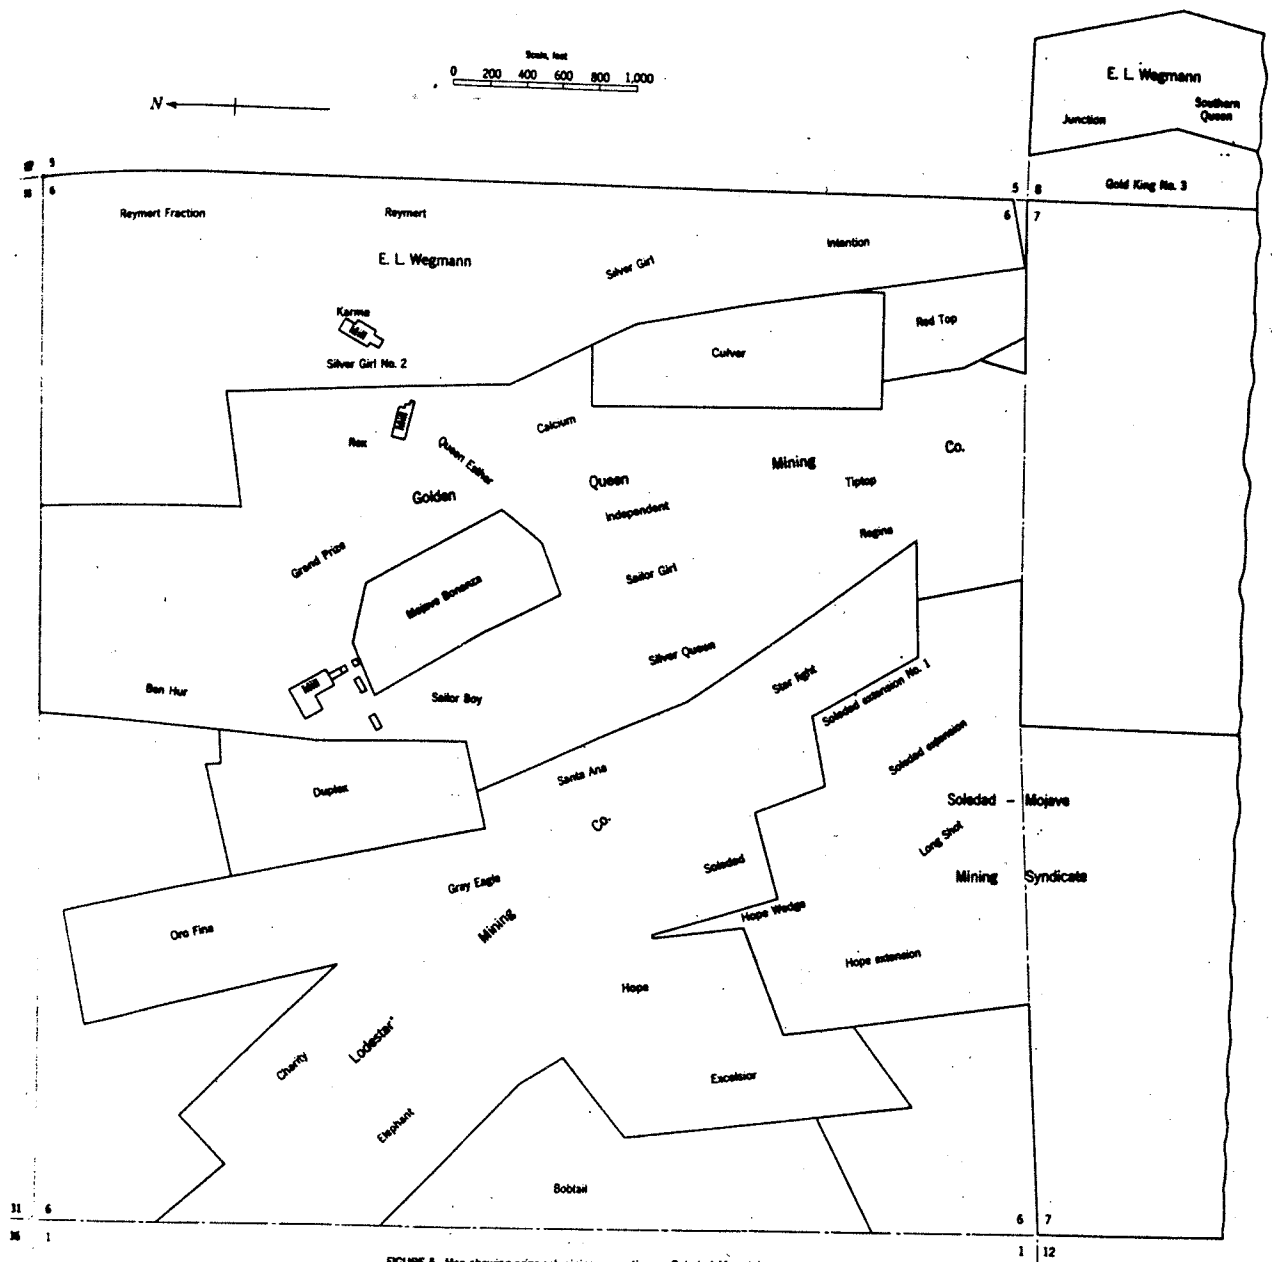 Scale, feet
0 200 400 600 800 1,000
N
E. L. Wegmann
Junction
Southern
Queen
Gold King No. 3
5
6
5 8
6 7
Reymert Fraction
Reymert
E. L. Wegmann
Silver Girl
Intention
Karma
Mill
Silver Girl No. 2
Culver
Red Top
Rex
Mill
Queen Esther
Calcium
Golden Queen Mining Co.
Tiptop
Independent
Regina
Grand Prize
Mojave Bonanza
Sailor Girl
Silver Queen
Star light
Ben Hur
Mill
Sailor Boy
Soledad extension No. 1
Soledad extension
Duplex
Santa Ana
Co.
Soledad – Mojave
Long Shot
Mining Syndicate
Gray Eagle
Soledad
Hope Wedge
Oro Fina
Mining
Hope extension
Hope
Lodestar
Charity
Excelsior
Elephant
Bobtail
31 6
36 1
6 7
1 12